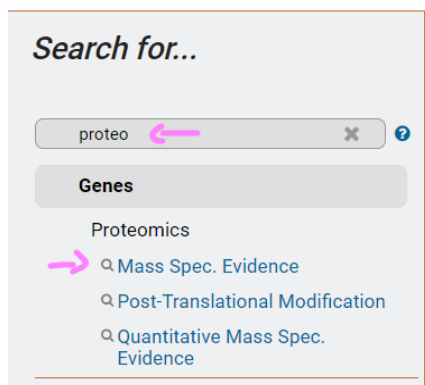 Search for...
proteo
Genes
Proteomics
Mass Spec. Evidence
Post-Translational Modification
Quantitative Mass Spec.
Evidence